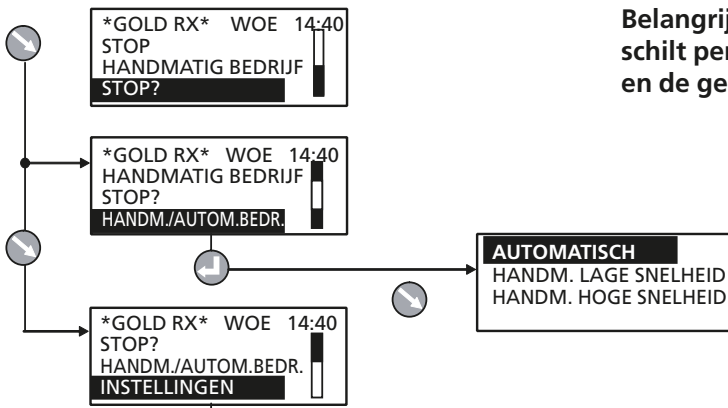 *GOLD RX* WOE 14:40
STOP
HANDMATIG BEDRIJF
STOP?
*GOLD RX* WOE 14:40
HANDMATIG BEDRIJF
STOP?
HANDM./AUTOM.BEDR.
AUTOMATISCH
HANDM. LAGE SNELHEID
HANDM. HOGE SNELHEID
*GOLD RX* WOE 14:40
STOP?
HANDM./AUTOM.BEDR.
INSTELLINGEN
schilt per
en de ge